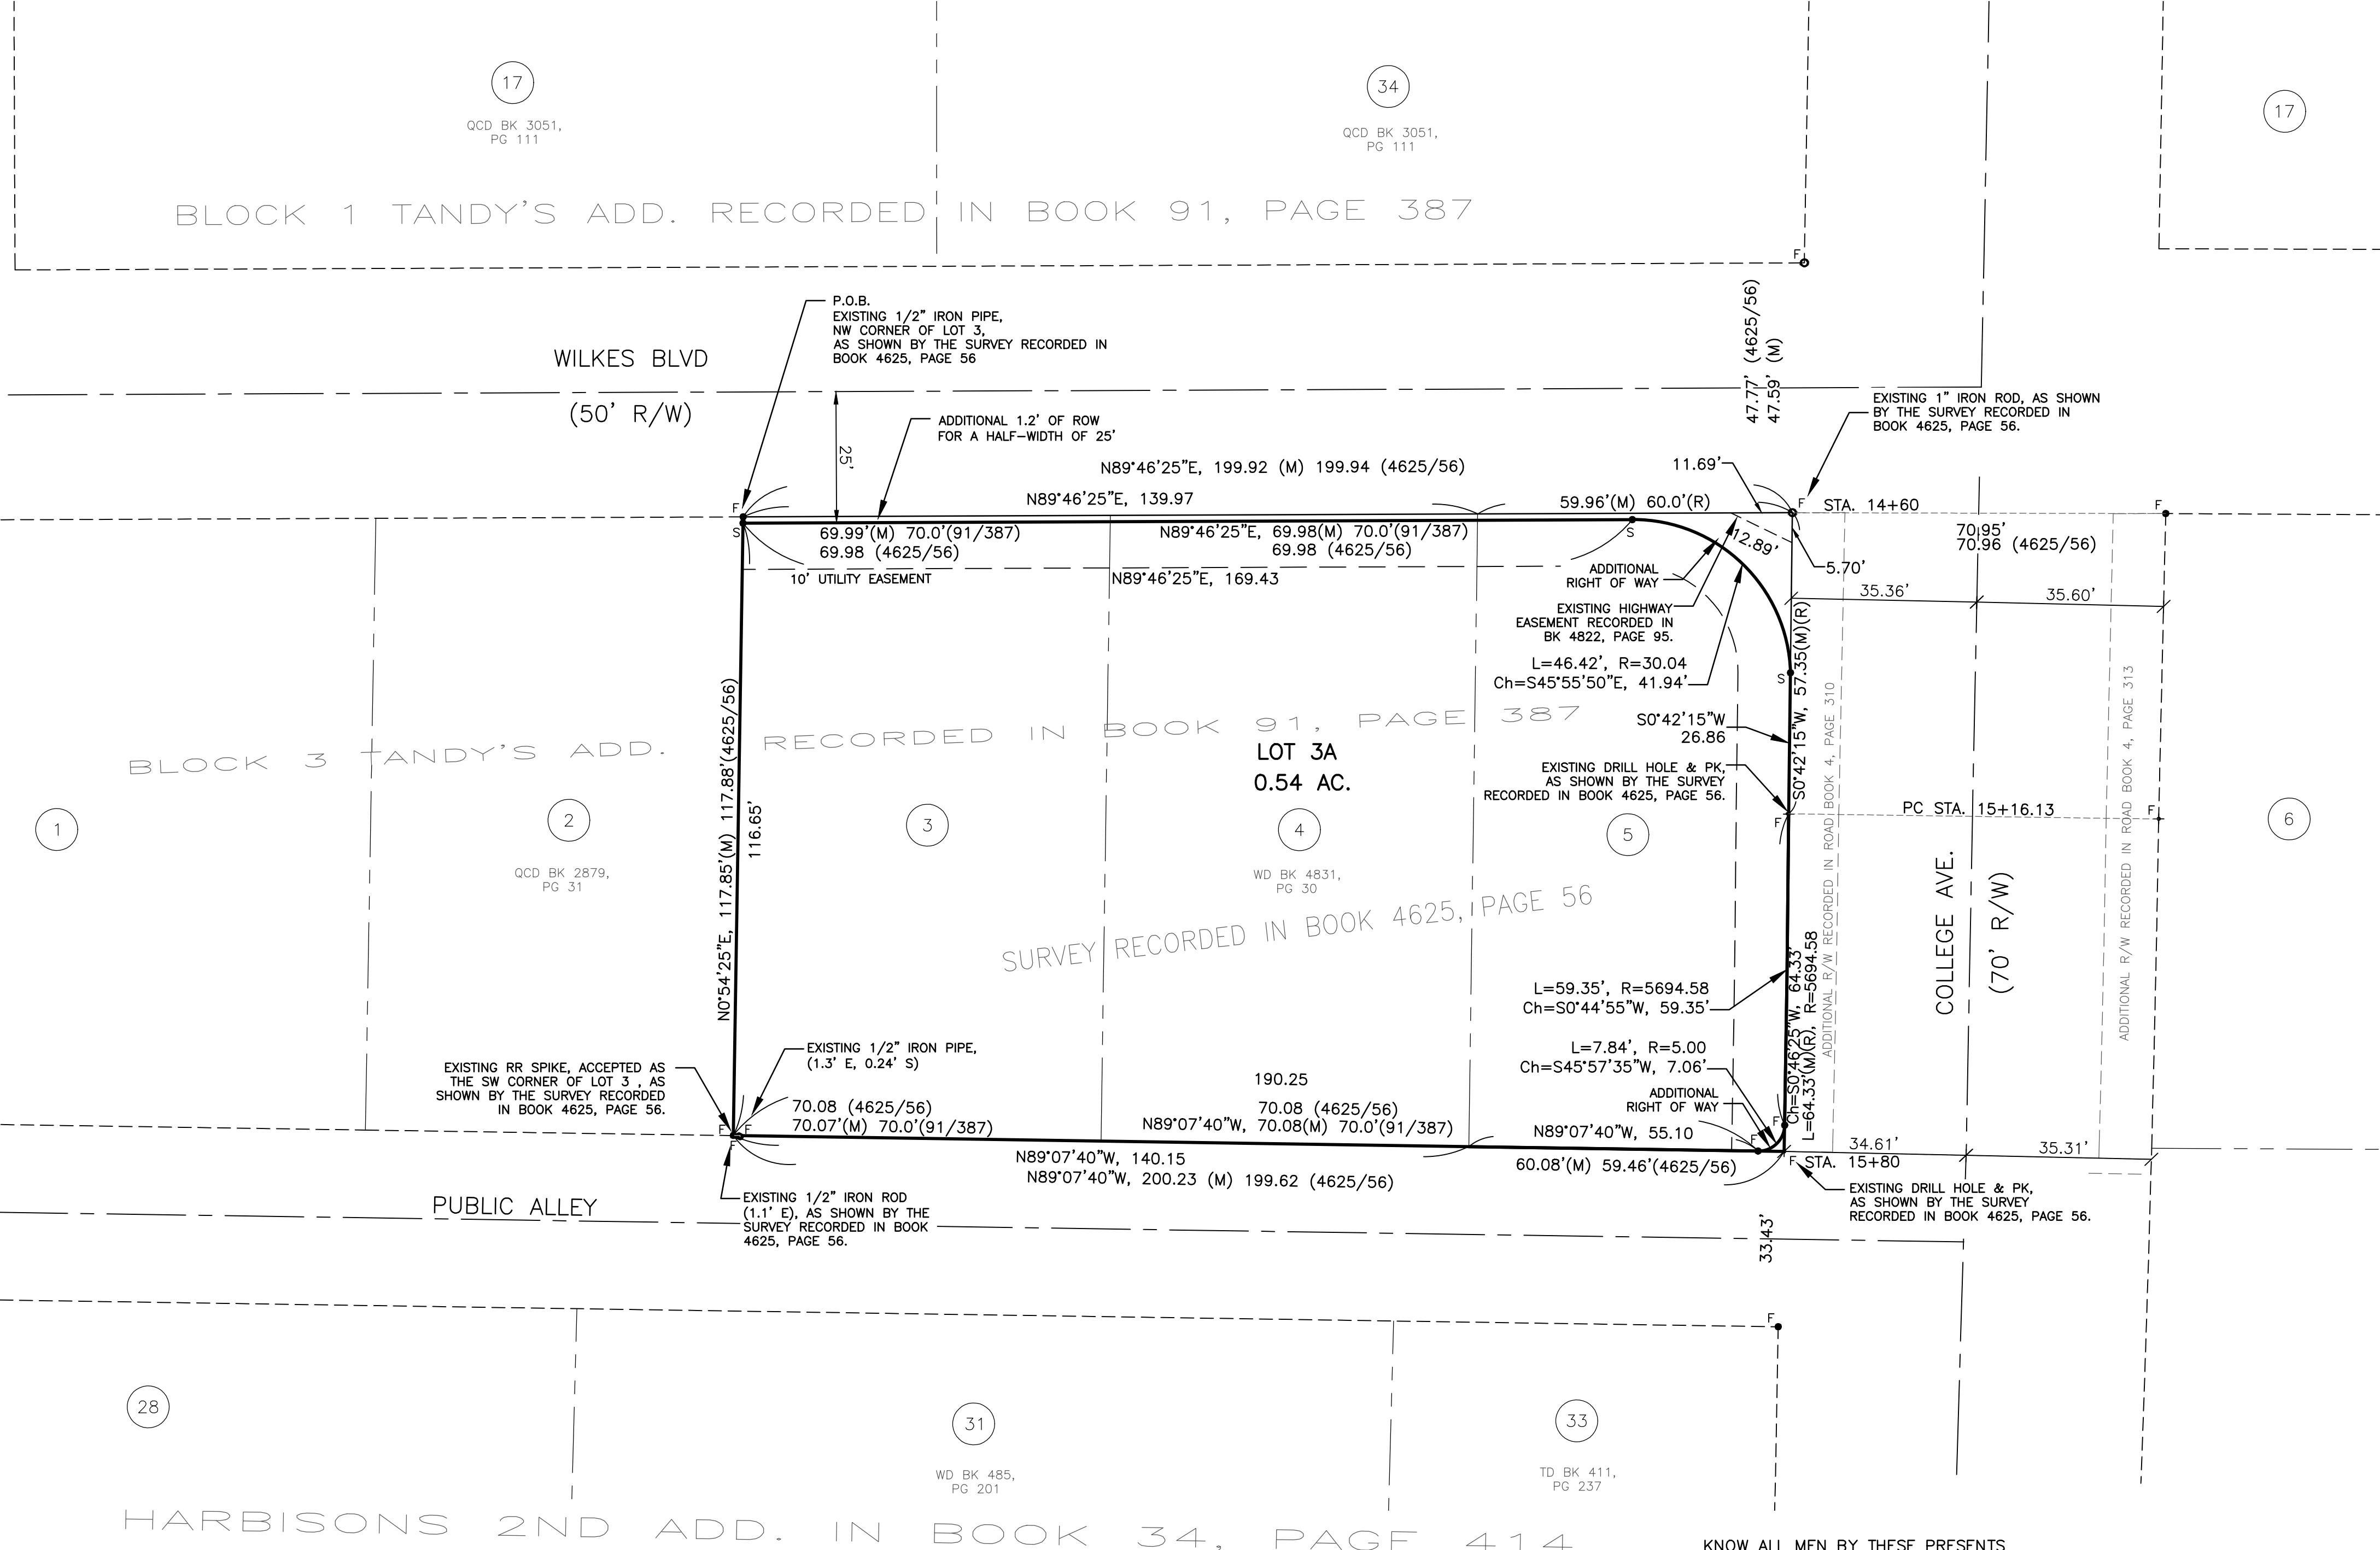 17
QCD BK 3051,
PG 111
34
QCD BK 3051,
PG 111
17
BLOCK 1 TANDY'S ADD. RECORDED IN BOOK 91, PAGE 387
F
P.O.B.
EXISTING 1/2" IRON PIPE,
NW CORNER OF LOT 3,
AS SHOWN BY THE SURVEY RECORDED IN
BOOK 4625, PAGE 56
WILKES BLVD
(50' R/W)
47.77' (4625/56)
47.59' (M)
EXISTING 1" IRON ROD, AS SHOWN
BY THE SURVEY RECORDED IN
BOOK 4625, PAGE 56.
ADDITIONAL 1.2' OF ROW
FOR A HALF-WIDTH OF 25'
25'
N89°46'25"E, 199.92 (M) 199.94 (4625/56)
11.69'
N89°46'25"E, 139.97
59.96'(M) 60.0'(R)
F
F
STA. 14+60
F
S
69.99'(M) 70.0'(91/387)
69.98 (4625/56)
N89°46'25"E, 69.98(M) 70.0'(91/387)
69.98 (4625/56)
S
12.89'
70.95'
70.96 (4625/56)
5.70'
10' UTILITY EASEMENT
N89°46'25"E, 169.43
ADDITIONAL
RIGHT OF WAY
35.36'
35.60'
EXISTING HIGHWAY
EASEMENT RECORDED IN
BK 4822, PAGE 95.
L=46.42', R=30.04
Ch=S45°55'50"E, 41.94'
S
S0°42'15"W, 57.35(M)(R)
S0°42'15"W
26.86
N0°54'25"E, 117.85'(M) 117.88'(4625/56)
116.65'
BLOCK 3 TANDY'S ADD. RECORDED IN BOOK 91, PAGE 387
LOT 3A
0.54 AC.
EXISTING DRILL HOLE & PK,
AS SHOWN BY THE SURVEY
RECORDED IN BOOK 4625, PAGE 56.
F
PC STA. 15+16.13
F
ADDITIONAL R/W RECORDED IN ROAD BOOK 4, PAGE 310
ADDITIONAL R/W RECORDED IN ROAD BOOK 4, PAGE 313
1
2
QCD BK 2879,
PG 31
3
4
WD BK 4831,
PG 30
5
6
COLLEGE AVE.
(70' R/W)
SURVEY RECORDED IN BOOK 4625, PAGE 56
L=59.35', R=5694.58
Ch=S0°44'55"W, 59.35'
Ch=S0°46'25"W, 64.33'
L=64.33'(M)(R), R=5694.58
L=7.84', R=5.00
Ch=S45°57'35"W, 7.06'
EXISTING RR SPIKE, ACCEPTED AS
THE SW CORNER OF LOT 3 , AS
SHOWN BY THE SURVEY RECORDED
IN BOOK 4625, PAGE 56.
EXISTING 1/2" IRON PIPE,
(1.3' E, 0.24' S)
190.25
ADDITIONAL
RIGHT OF WAY
70.08 (4625/56)
70.07'(M) 70.0'(91/387)
70.08 (4625/56)
N89°07'40"W, 70.08(M) 70.0'(91/387)
N89°07'40"W, 55.10
F
F
F
F
F
34.61'
35.31'
N89°07'40"W, 140.15
N89°07'40"W, 200.23 (M) 199.62 (4625/56)
60.08'(M) 59.46'(4625/56)
F
STA. 15+80
EXISTING 1/2" IRON ROD
(1.1' E), AS SHOWN BY THE
SURVEY RECORDED IN BOOK
4625, PAGE 56.
PUBLIC ALLEY
EXISTING DRILL HOLE & PK,
AS SHOWN BY THE SURVEY
RECORDED IN BOOK 4625, PAGE 56.
33.43'
F
28
31
WD BK 485,
PG 201
33
TD BK 411,
PG 237
HARBISONS 2ND ADD. IN BOOK 34, PAGE 414
KNOW ALL MEN BY THESE PRESENTS